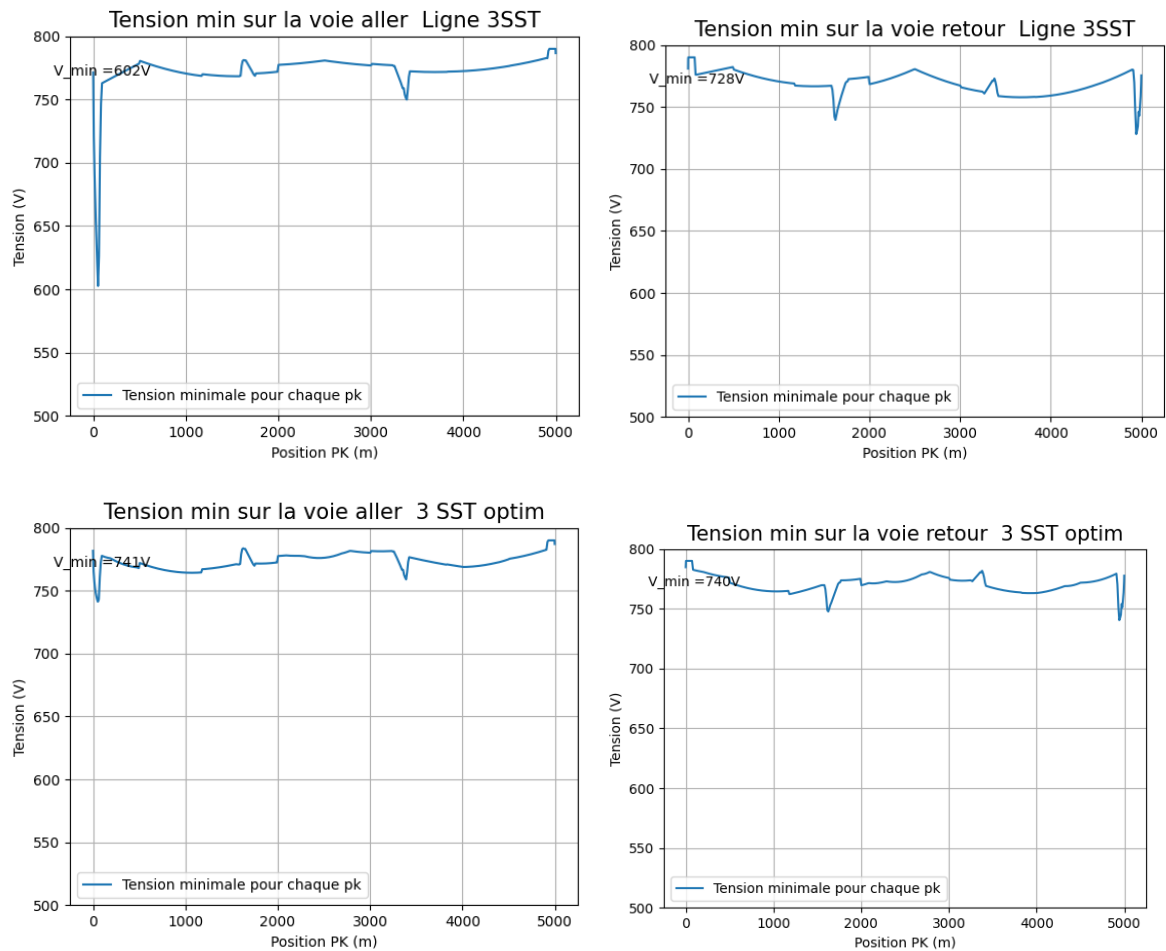 Tension min sur la voie aller  Ligne 3SST
800
750
700
650
600
550
500
Tension (V)
V_min =602V
Tension minimale pour chaque pk
0 1000 2000 3000 4000 5000
Position PK (m)
Tension min sur la voie retour  Ligne 3SST
800
750
700
650
600
550
500
Tension (V)
V_min =728V
Tension minimale pour chaque pk
0 1000 2000 3000 4000 5000
Position PK (m)
Tension min sur la voie aller  3 SST optim
800
750
700
650
600
550
500
Tension (V)
V_min =741V
Tension minimale pour chaque pk
0 1000 2000 3000 4000 5000
Position PK (m)
Tension min sur la voie retour  3 SST optim
800
750
700
650
600
550
500
Tension (V)
V_min =740V
Tension minimale pour chaque pk
0 1000 2000 3000 4000 5000
Position PK (m)